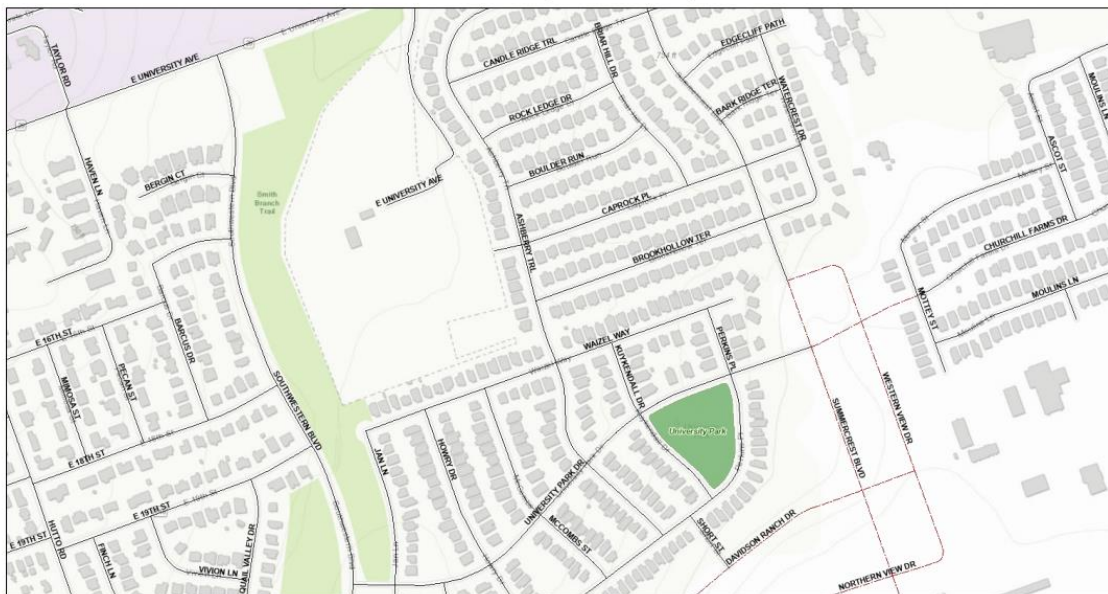 E University Ave
TAYLOR RD
E UNIVERSITY AVE
CANDLE RIDGE TRL
BRIAR HILL DR
EDGECLIFF PATH
BARK RIDGE TER
WATERCREST DR
MOULINS LN
ROCK LEDGE DR
BOULDER RUN
ASCOT ST
HAVEN LN
BERGIN CT
Smith
Branch
Trail
E UNIVERSITY AVE
CAPROCK PL
ASHBERRY TRL
BROOKHOLLOW TER
CHURCHILL FARMS DR
MOTTEY ST
MOULINS LN
E 16TH ST
BARCUS DR
PECAN ST
MIMOSA ST
WAIZEL WAY
PERKINS PL
KUYKENDALL DR
SOUTHWESTERN BLVD
SUMMERCREST BLVD
WESTERN VIEW DR
University Park
E 18TH ST
JAN LN
HOWRY DR
UNIVERSITY PARK DR
MCCOMBS ST
SHORT ST
DAVIDSON RANCH DR
E 19TH ST
HUTTO RD
FINCH LN
VIVION LN
QUAIL VALLEY DR
NORTHERN VIEW DR